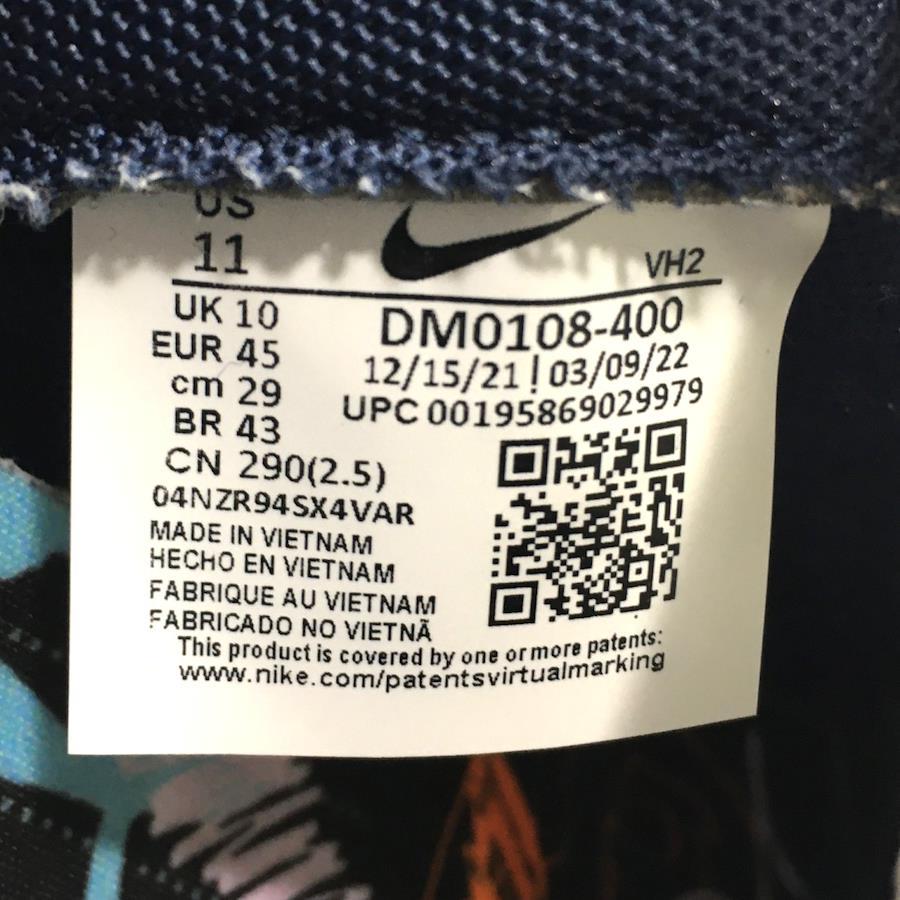 US
11
VH2
UK 10
EUR 45
cm 29
BR 43
CN 290(2.5)
DM0108-400
12/15/21 | 03/09/22
UPC 00195869029979
04NZR94SX4VAR
MADE IN VIETNAM
HECHO EN VIETNAM
FABRIQUE AU VIETNAM
FABRICADO NO VIETNÃ
This product is covered by one or more patents:
www.nike.com/patentsvirtualmarking